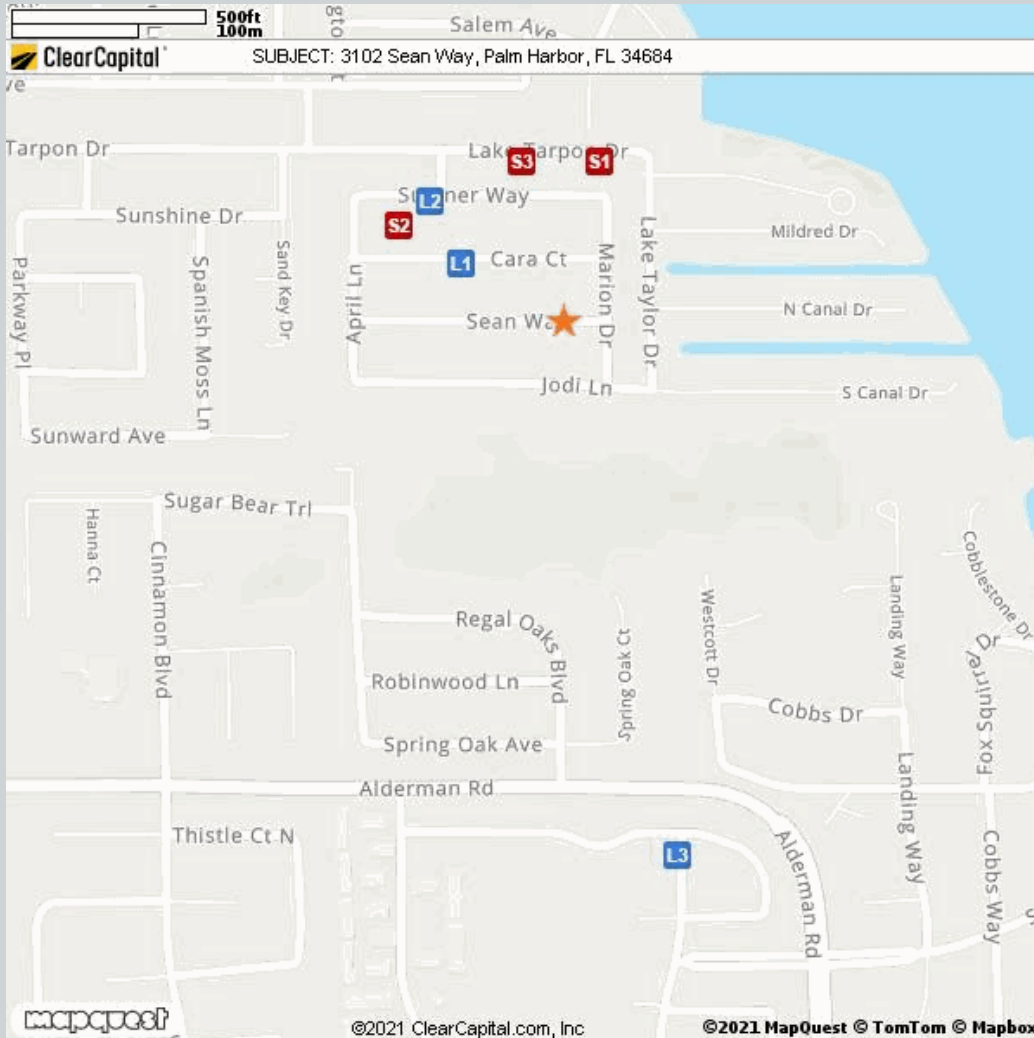 500ft
100m
Salem Ave
ClearCapital
SUBJECT: 3102 Sean Way, Palm Harbor, FL 34684
Tarpon Dr
Lake Tarpon Dr
S3
S1
Sumner Way
L2
S2
Sunshine Dr
Mildred Dr
Cara Ct
L1
Parkway Pl
Spanish Moss Ln
Sand Key Dr
April Ln
Marion Dr
Lake Taylor Dr
N Canal Dr
Sean Way
Jodi Ln
S Canal Dr
Sunward Ave
Sugar Bear Trl
Hanna Ct
Cinnamon Blvd
Regal Oaks Blvd
Spring Oak Ct
Westcott Dr
Landing Way
Cobblestone Dr
Dr
Fox Squirrel
Robinwood Ln
Cobbs Dr
Spring Oak Ave
Alderman Rd
Landing Way
Thistle Ct N
L3
Alderman Rd
Cobbs Way
mapquest
©2021 ClearCapital.com, Inc
©2021 MapQuest © TomTom © Mapbox